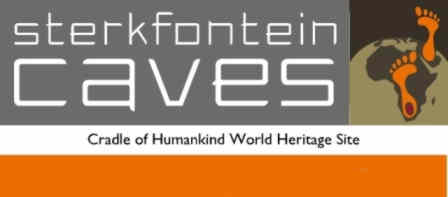 sterkfontein
caves
Cradle of Humankind World Heritage Site